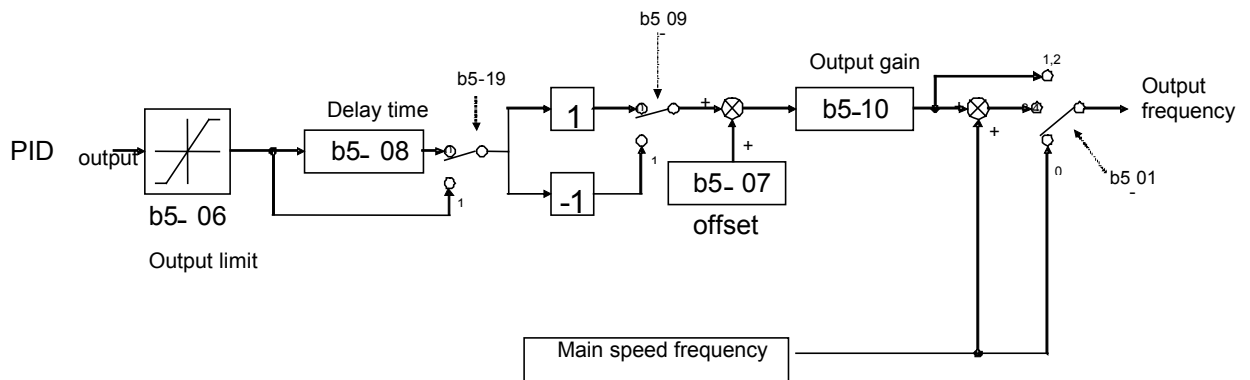 b5 09
-
b5-19
Output gain
1,2
Output
frequency
Delay time
PID
output
b5- 08
1
-1
b5-10
+
+
+
+
1
1
0
b5- 07
offset
b5 01
-
b5- 06
Output limit
Main speed frequency